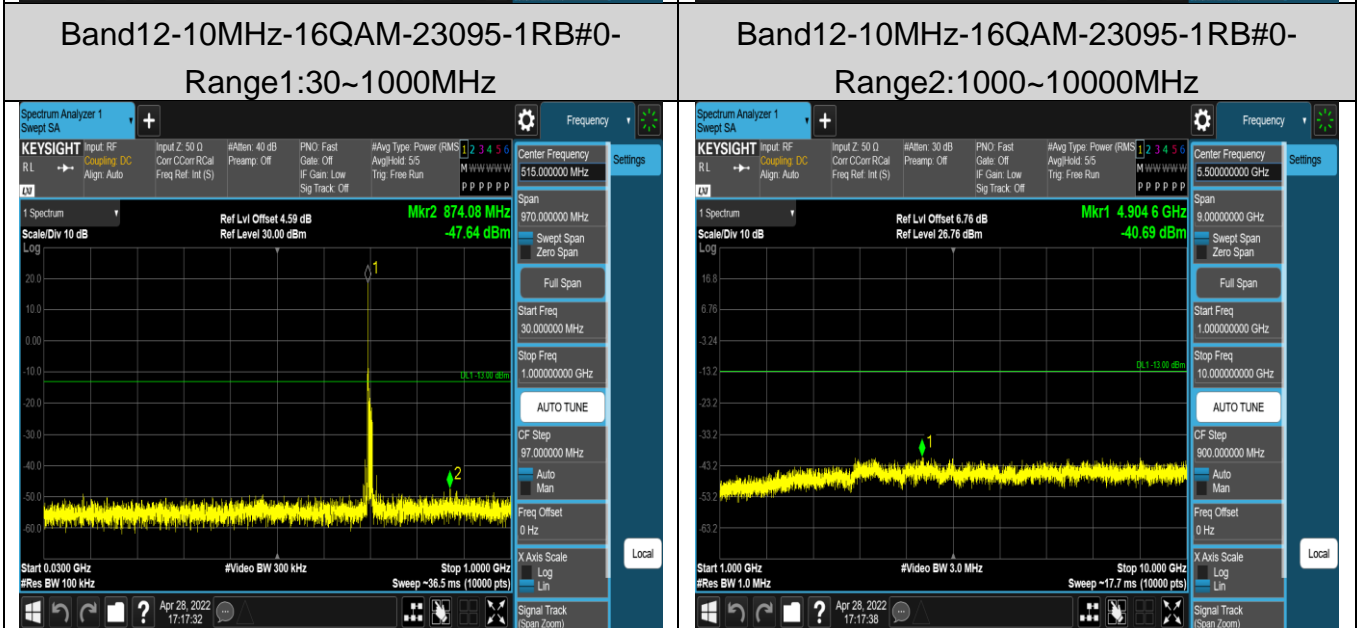 Band12-10MHz-16QAM-23095-1RB#0-
Range1:30~1000MHz
Spectrum Analyzer 1
Swept SA
Frequency
KEYSIGHT
RL
Input: RF
Coupling: DC
Align: Auto
Input Z: 50 Ω
Corr CCorr RCal
Freq Ref: Int (S)
#Atten: 40 dB
Preamp: Off
PNO: Fast
Gate: Off
IF Gain: Low
Sig Track: Off
#Avg Type: Power (RMS
Avg|Hold: 5/5
Trig: Free Run
1 2 3 4 5 6
M W W W W W
P P P P P P
LXI
1 Spectrum
Scale/Div 10 dB
Log
Ref Lvl Offset 4.59 dB
Ref Level 30.00 dBm
Mkr2 874.08 MHz
-47.64 dBm
1
20.0
10.0
0.00
-10.0
DL1 -13.00 dBm
-20.0
-30.0
-40.0
2
-50.0
-60.0
Start 0.0300 GHz
#Res BW 100 kHz
#Video BW 300 kHz
Stop 1.0000 GHz
Sweep ~36.5 ms (10000 pts)
Center Frequency
515.000000 MHz
Settings
Span
970.000000 MHz
Swept Span
Zero Span
Full Span
Start Freq
30.000000 MHz
Stop Freq
1.000000000 GHz
AUTO TUNE
CF Step
97.000000 MHz
Auto
Man
Freq Offset
0 Hz
X Axis Scale
Log
Lin
Local
Signal Track
(Span Zoom)
?
Apr 28, 2022
17:17:32
Band12-10MHz-16QAM-23095-1RB#0-
Range2:1000~10000MHz
Spectrum Analyzer 1
Swept SA
Frequency
KEYSIGHT
RL
Input: RF
Coupling: DC
Align: Auto
Input Z: 50 Ω
Corr CCorr RCal
Freq Ref: Int (S)
#Atten: 30 dB
Preamp: Off
PNO: Fast
Gate: Off
IF Gain: Low
Sig Track: Off
#Avg Type: Power (RMS
Avg|Hold: 5/5
Trig: Free Run
1 2 3 4 5 6
M W W W W W
P P P P P P
LXI
1 Spectrum
Scale/Div 10 dB
Log
Ref Lvl Offset 6.76 dB
Ref Level 26.76 dBm
Mkr1 4.904 6 GHz
-40.69 dBm
16.8
6.76
-3.24
-13.2
DL1 -13.00 dBm
-23.2
-33.2
1
-43.2
-53.2
-63.2
Start 1.000 GHz
#Res BW 1.0 MHz
#Video BW 3.0 MHz
Stop 10.000 GHz
Sweep ~17.7 ms (10000 pts)
Center Frequency
5.500000000 GHz
Settings
Span
9.00000000 GHz
Swept Span
Zero Span
Full Span
Start Freq
1.000000000 GHz
Stop Freq
10.000000000 GHz
AUTO TUNE
CF Step
900.000000 MHz
Auto
Man
Freq Offset
0 Hz
X Axis Scale
Log
Lin
Local
Signal Track
(Span Zoom)
?
Apr 28, 2022
17:17:38